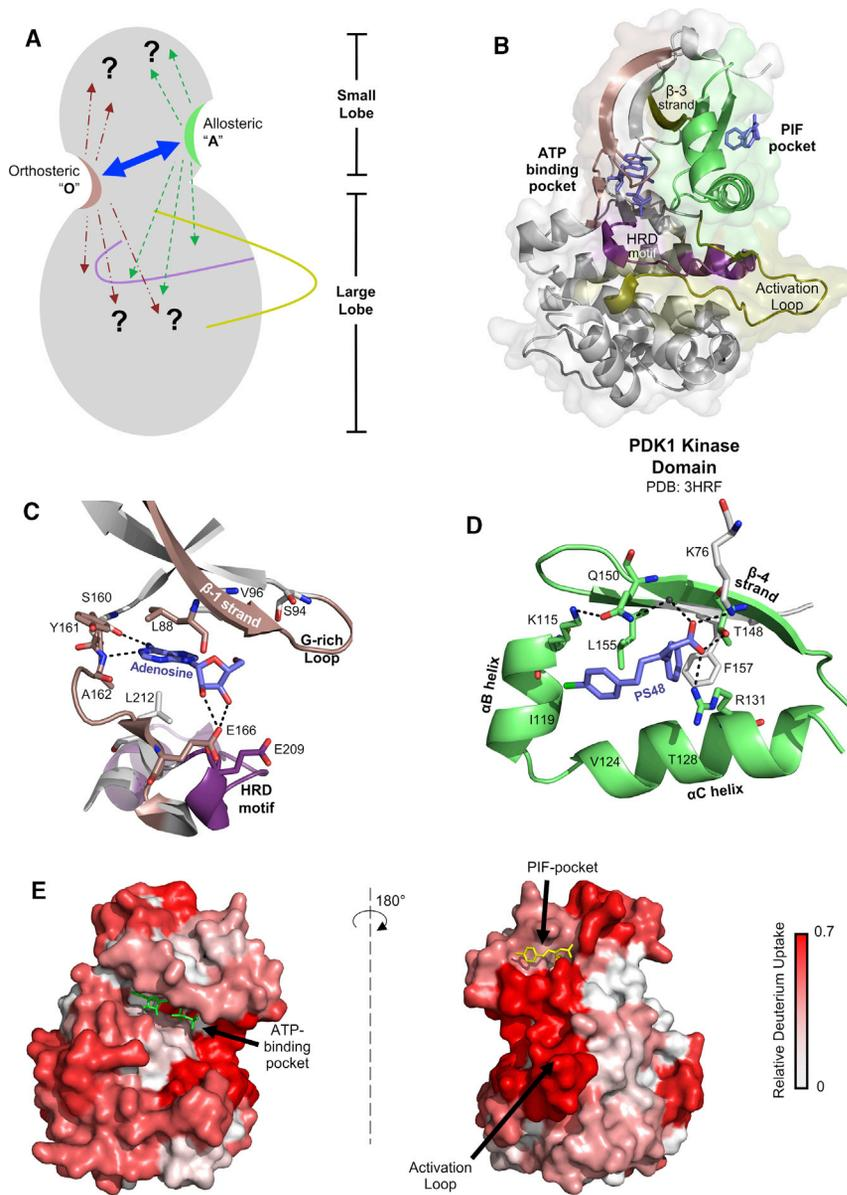 A
?
?
Small
Lobe
Allosteric
"A"
Orthosteric
"O"
?
?
Large
Lobe
B
β-3
strand
PIF
pocket
ATP
binding
pocket
HRD
motif
Activation
Loop
PDK1 Kinase
Domain
PDB: 3HRF
C
β-1 strand
S160
V96
S94
Y161
L88
G-rich
Loop
Adenosine
A162
L212
E166
E209
HRD
motif
D
K76
Q150
β-4
strand
K115
T148
L155
F157
αB helix
PS48
R131
I119
V124
T128
αC helix
E
PIF-pocket
180°
0.7
Relative Deuterium Uptake
0
ATP-
binding
pocket
Activation
Loop